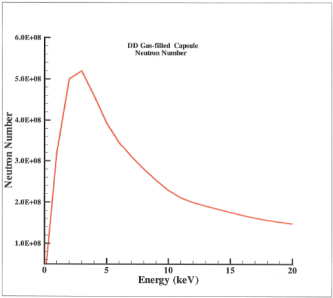 DD Gas-filled Capsule
Neutron Number
6.0E+08
5.0E+08
4.0E+08
3.0E+08
2.0E+08
1.0E+08
Neutron Number
0 5 10 15 20
Energy (keV)